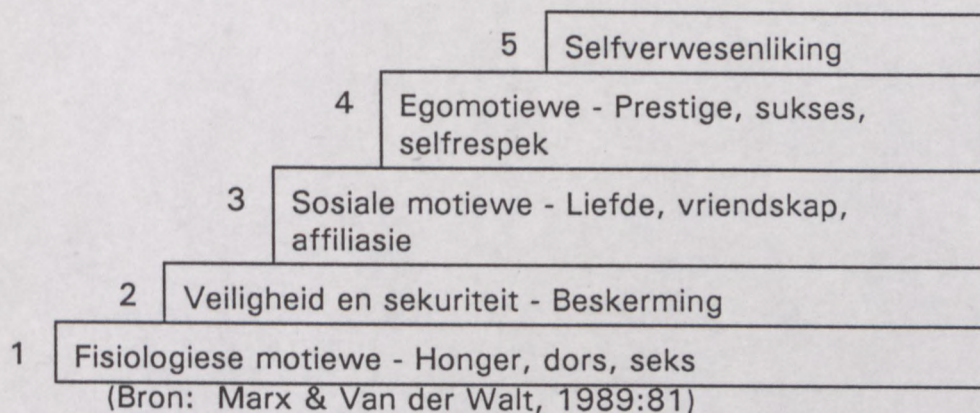 5 Selfverwesenliking
4 Egomotiewe - Prestige, sukses,
selfrespek
3 Sosiale motiewe - Liefde, vriendskap,
affiliasie
2 Veiligheid en sekuriteit - Beskerming
1 Fisiologiese motiewe - Honger, dors, seks
(Bron: Marx & Van der Walt, 1989:81)